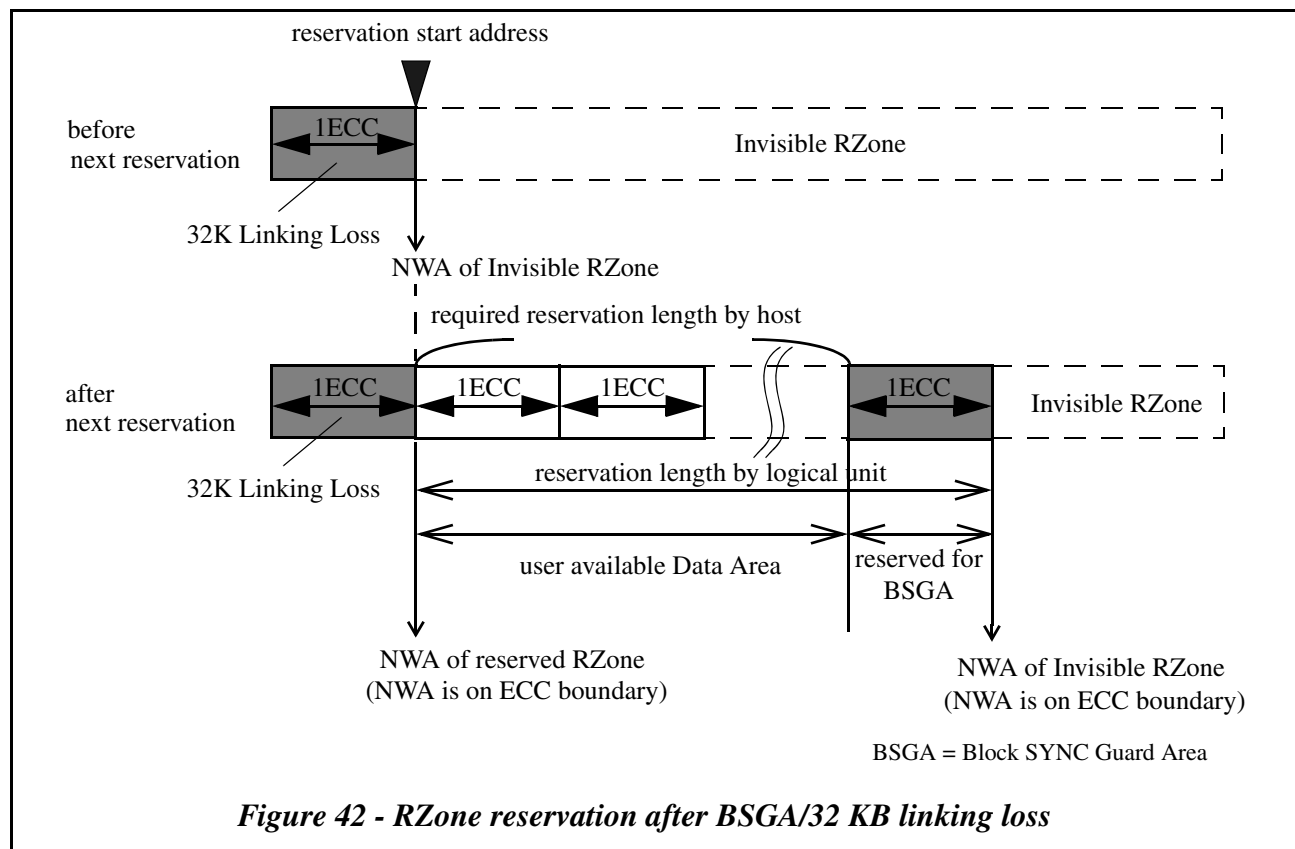 reservation start address
before
next reservation
1ECC
Invisible RZone
32K Linking Loss
NWA of Invisible RZone
required reservation length by host
after
next reservation
1ECC
1ECC
1ECC
1ECC
Invisible RZone
32K Linking Loss
reservation length by logical unit
user available Data Area
reserved for
BSGA
NWA of reserved RZone
(NWA is on ECC boundary)
NWA of Invisible RZone
(NWA is on ECC boundary)
BSGA = Block SYNC Guard Area
Figure 42 - RZone reservation after BSGA/32 KB linking loss